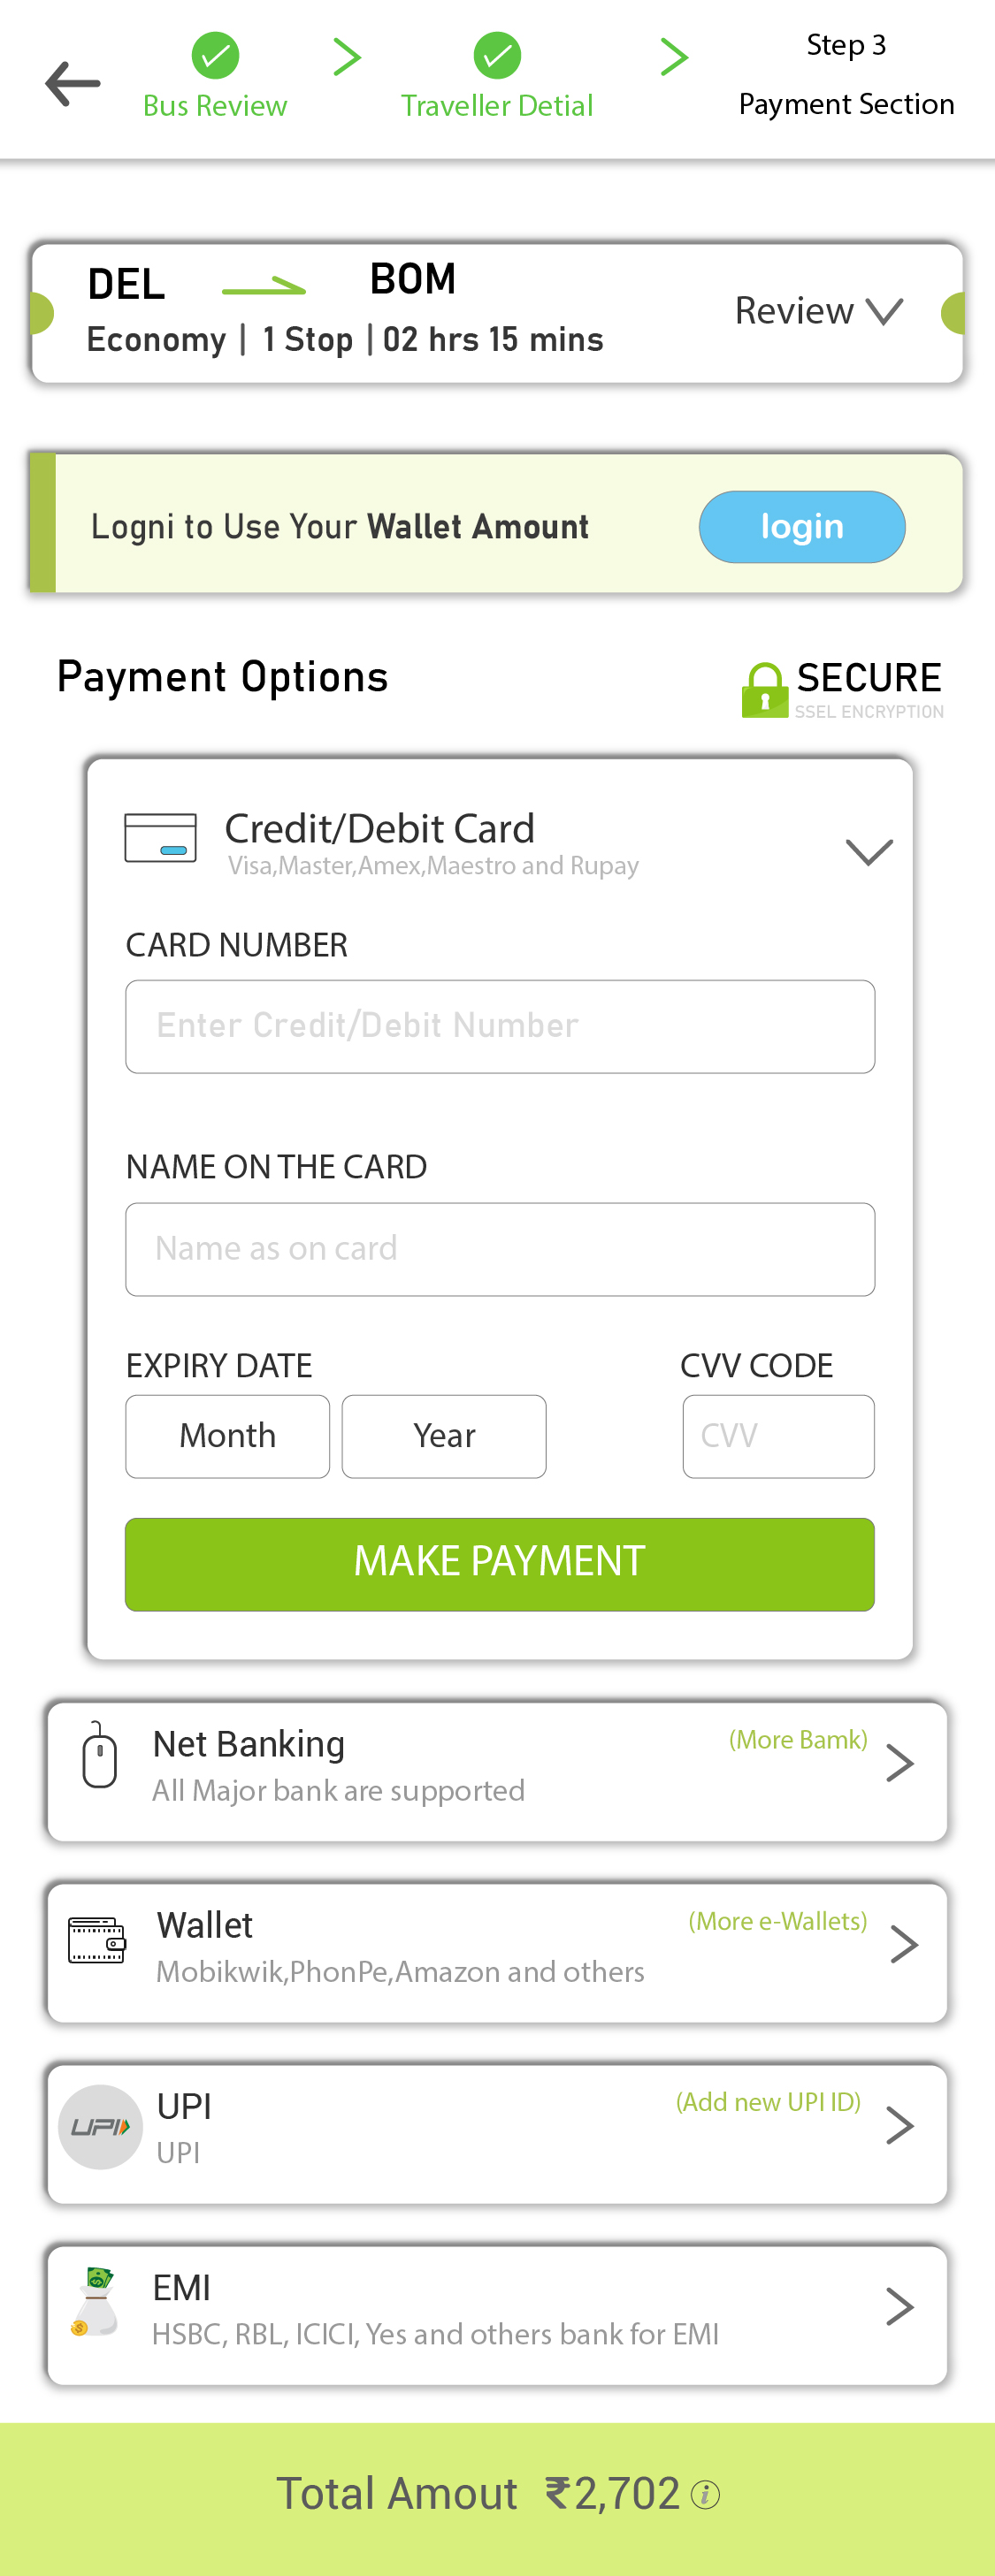 Step 3
Bus Review
Traveller Detial
Payment Section
DEL
BOM
Economy | 1 Stop | 02 hrs 15 mins
Review
Logni to Use Your Wallet Amount
login
Payment Options
SECURE
SSEL ENCRYPTION
Credit/Debit Card
Visa,Master,Amex,Maestro and Rupay
CARD NUMBER
Enter Credit/Debit Number
NAME ON THE CARD
Name as on card
EXPIRY DATE
CVV CODE
Month
Year
CVV
MAKE PAYMENT
Net Banking
(More Bamk)
All Major bank are supported
Wallet
(More e-Wallets)
Mobikwik,PhonPe,Amazon and others
UPI
UPI
(Add new UPI ID)
UPI
EMI
HSBC, RBL, ICICI, Yes and others bank for EMI
Total Amout ₹2,702 i